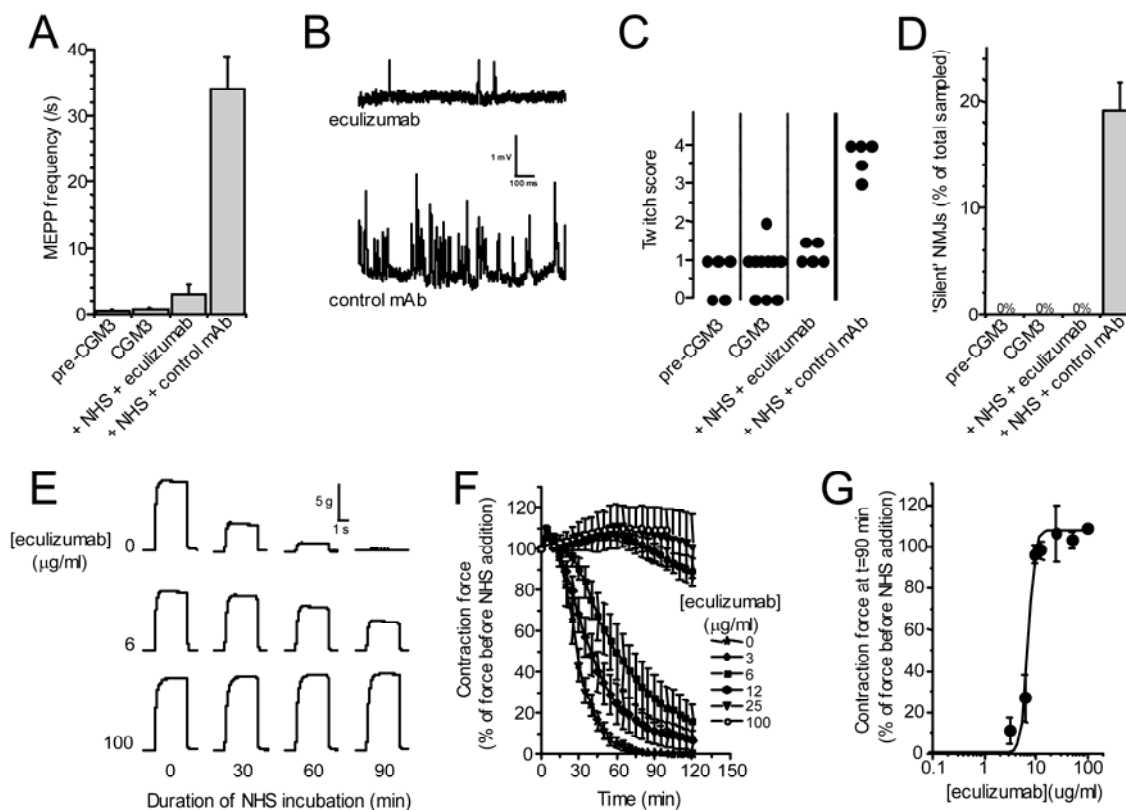 A
MEPP frequency (/s)
40
30
20
10
0
pre-CGM3
CGM3
+ NHS + eculizumab
+ NHS + control mAb
B
eculizumab
1 mV
100 ms
control mAb
C
Twitch score
4
3
2
1
0
pre-CGM3
CGM3
+ NHS + eculizumab
+ NHS + control mAb
D
'Silent' NMJs (% of total sampled)
20
10
0
0%
0%
0%
pre-CGM3
CGM3
+ NHS + eculizumab
+ NHS + control mAb
E
[eculizumab]
(μg/ml)
0
6
100
5 g
1 s
0 30 60 90
Duration of NHS incubation (min)
F
Contraction force
(% of force before NHS addition)
120
100
80
60
40
20
0
[eculizumab]
(μg/ml)
0
3
6
12
25
100
0 30 60 90 120 150
Time (min)
G
Contraction force at t=90 min
(% of force before NHS addition)
120
100
80
60
40
20
0
0.1 1 10 100
[eculizumab](ug/ml)